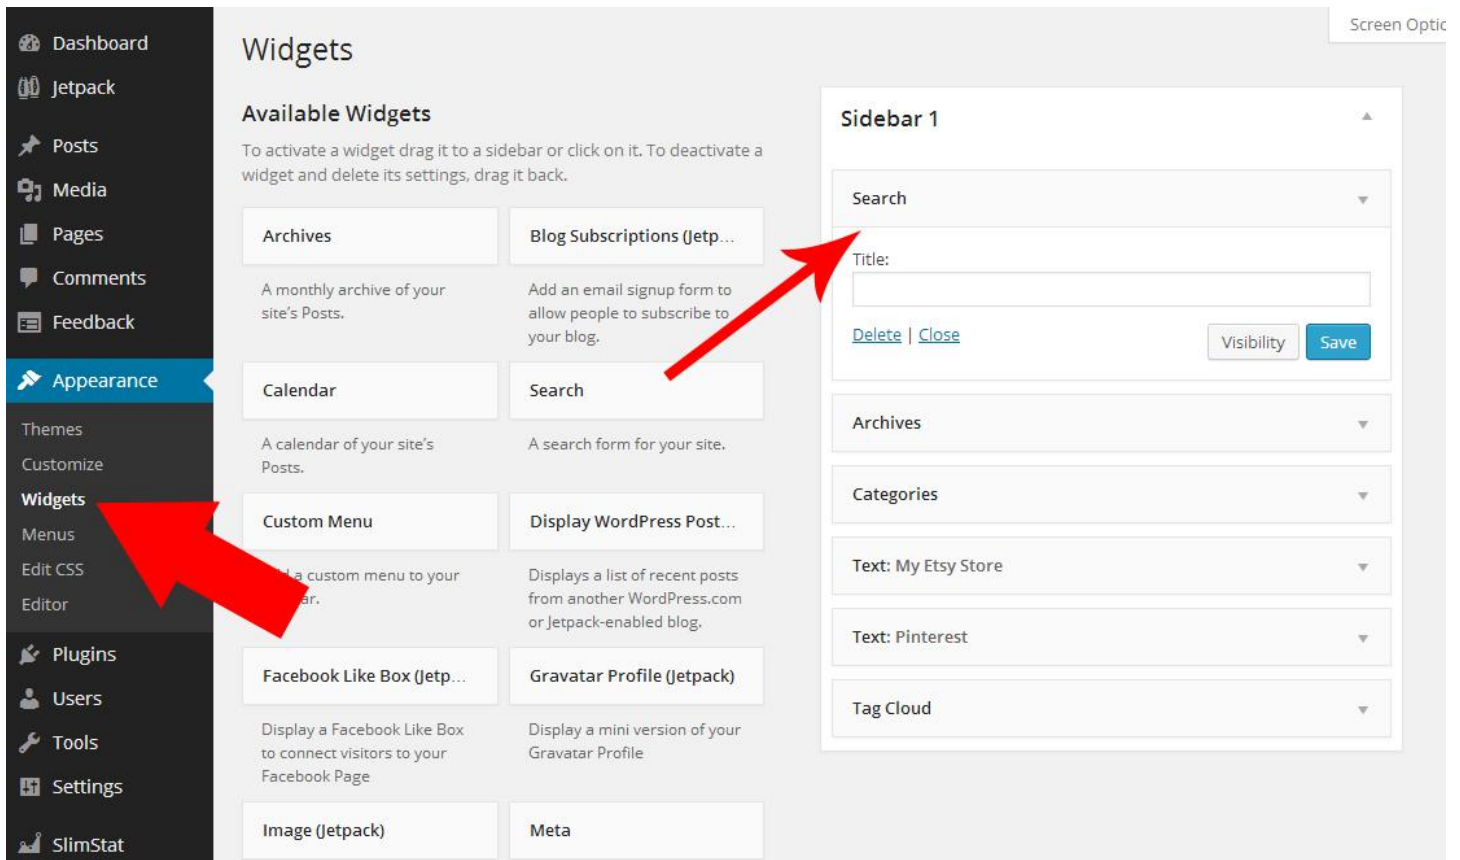 Dashboard
Jetpack
Posts
Media
Pages
Comments
Feedback
Appearance
Themes
Customize
Widgets
Menus
Edit CSS
Editor
Plugins
Users
Tools
Settings
SlimStat
Screen Optio
Widgets
Available Widgets
To activate a widget drag it to a sidebar or click on it. To deactivate a
widget and delete its settings, drag it back.
Archives
A monthly archive of your
site's Posts.
Blog Subscriptions (Jetp...
Add an email signup form to
allow people to subscribe to
your blog.
Calendar
A calendar of your site's
Posts.
Search
A search form for your site.
Custom Menu
a custom menu to your
Display WordPress Post...
Displays a list of recent posts
from another WordPress.com
or Jetpack-enabled blog.
Facebook Like Box (Jetp...
Display a Facebook Like Box
to connect visitors to your
Facebook Page
Gravatar Profile (Jetpack)
Display a mini version of your
Gravatar Profile
Image (Jetpack)
Meta
Sidebar 1
Search
Title:
Delete | Close
Visibility
Save
Archives
Categories
Text: My Etsy Store
Text: Pinterest
Tag Cloud